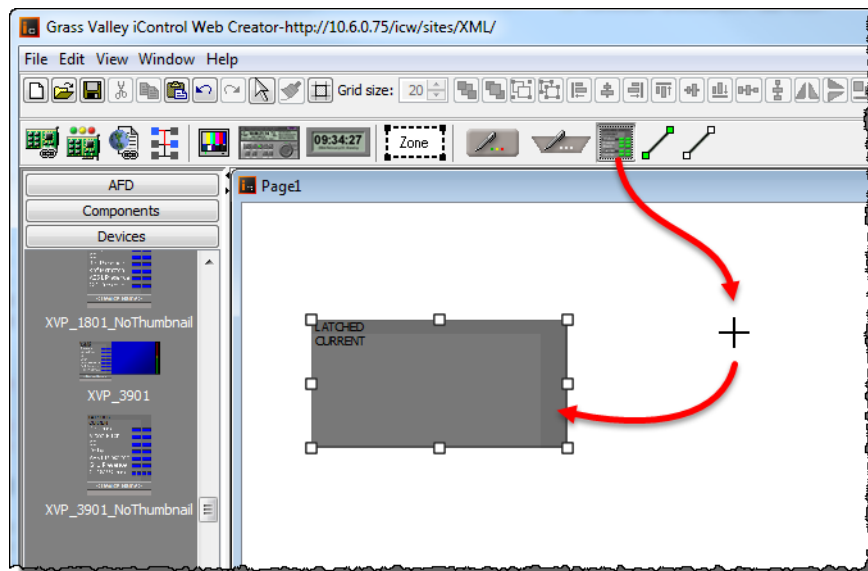 Grass Valley iControl Web Creator-http://10.6.0.75/icw/sites/XML/
File Edit View Window Help
Grid size: 20
09:34:27
Zone
AFD
Components
Devices
Page1
XVP_1801_NoThumbnail
XVP_3901
XVP_3901_NoThumbnail
LATCHED
CURRENT